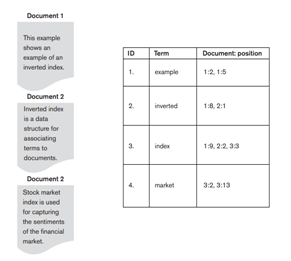 Document 1
This example
shows an
example of an
inverted index.
Document 2
Inverted index
is a data
structure for
associating
terms to
documents.
Document 2
Stock market
index is used
for capturing
the sentiments
of the financial
market.
ID Term Document: position
1. example 1:2, 1:5
2. inverted 1:8, 2:1
3. index 1:9, 2:2, 3:3
4. market 3:2, 3:13